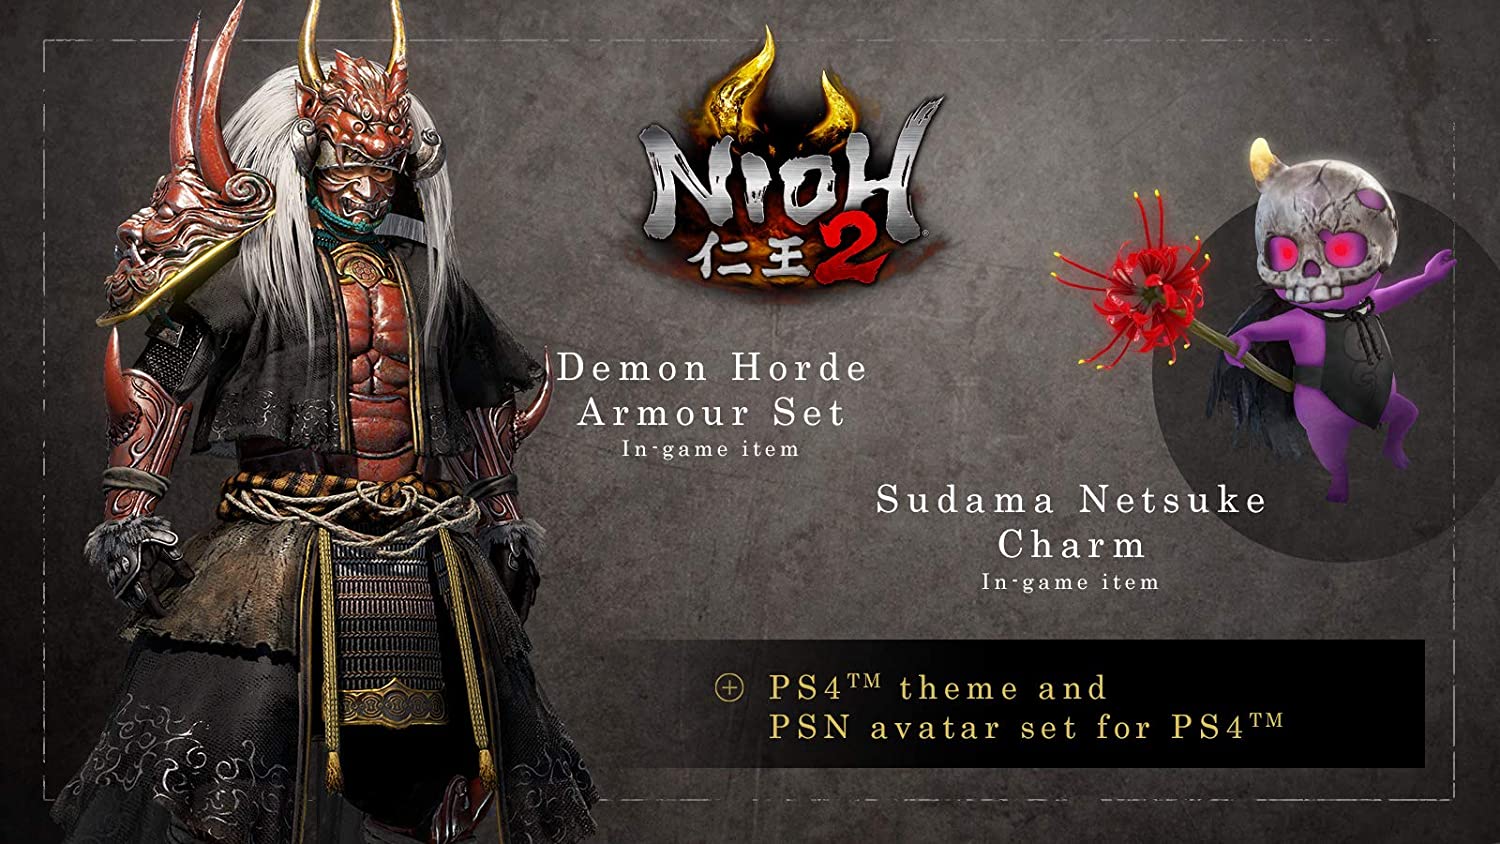 NIOH
仁王2
Demon Horde
Armour Set
In-game item
Sudama Netsuke
Charm
In-game item
PS4™ theme and
PSN avatar set for PS4™